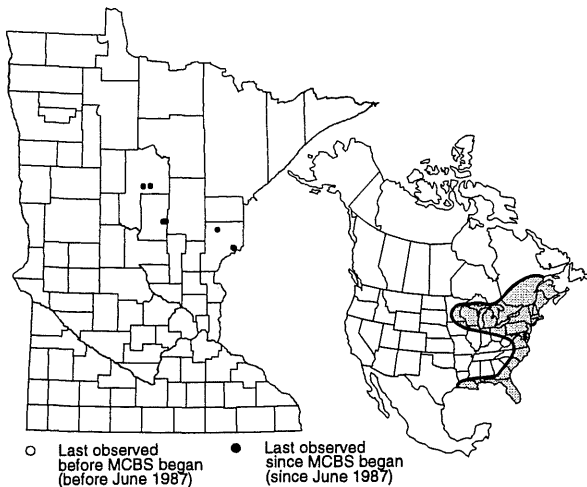 Last observed
before MCBS began
(before June 1987)
Last observed
since MCBS began
(since June 1987)